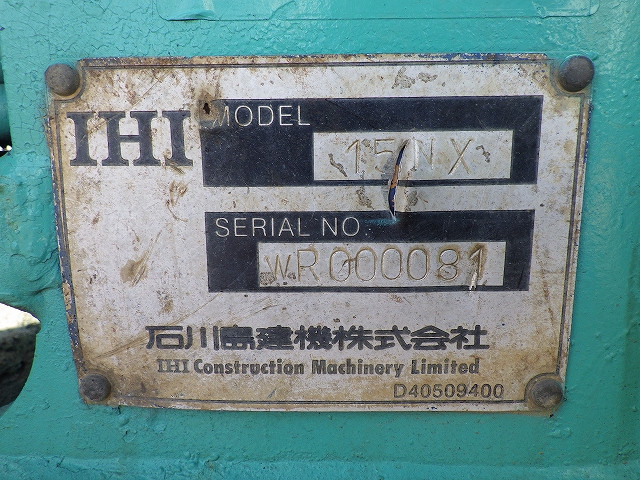 IHI
MODEL
15NX
SERIAL NO.
WR000081
石川島建機株式会社
IHI Construction Machinery Limited
D40509400